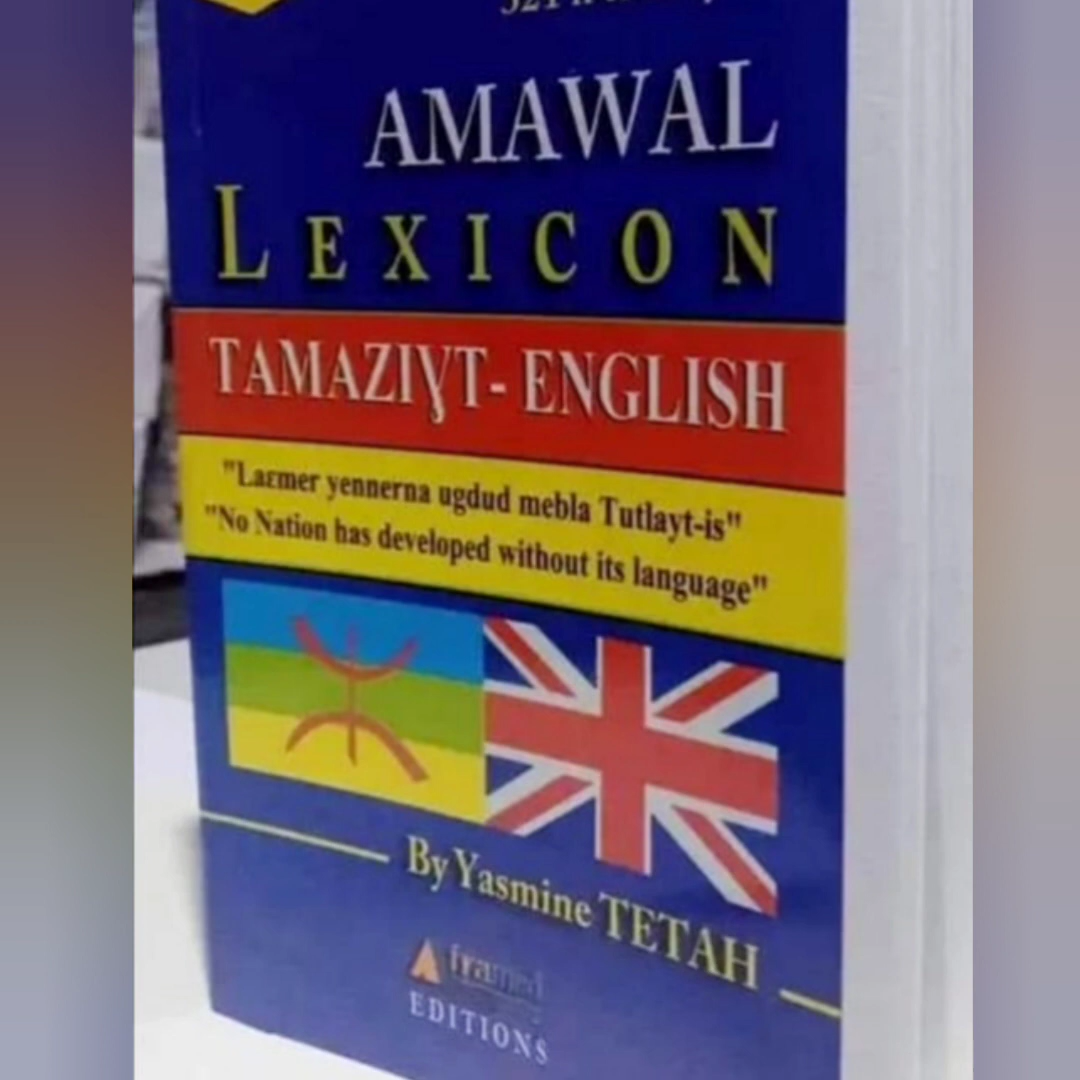 AMAWAL
LEXICON
TAMAZIƔT- ENGLISH
"Laεmer yennerna ugdud mebla Tutlayt-is"
"No Nation has developed without its language"
By Yasmine TETAH
EDITIONS